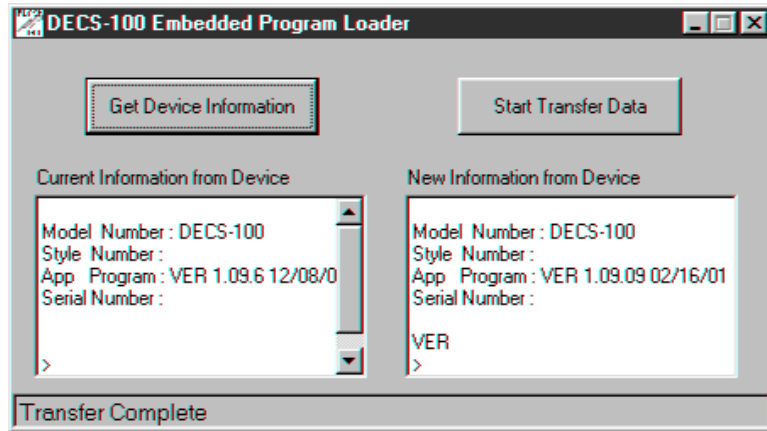 DECS-100 Embedded Program Loader
Get Device Information
Start Transfer Data
Current Information from Device
Model Number : DECS-100
Style Number :
App Program : VER 1.09.6 12/08/0
Serial Number :
>
New Information from Device
Model Number : DECS-100
Style Number :
App Program : VER 1.09.09 02/16/01
Serial Number :
VER
>
Transfer Complete